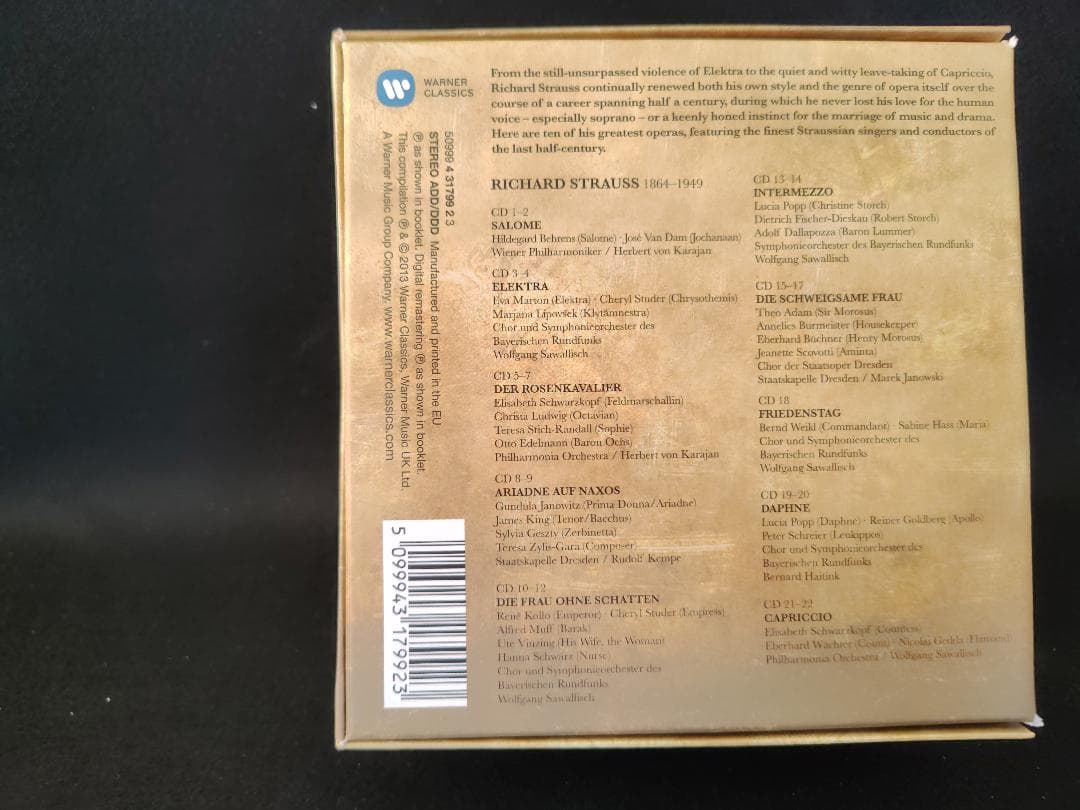 WARNER
CLASSICS
From the still-unsurpassed violence of Elektra to the quiet and witty leave-taking of Capriccio,
Richard Strauss continually renewed both his own style and the genre of opera itself over the
course of a career spanning half a century, during which he never lost his love for the human
voice – especially soprano – or a keenly honed instinct for the marriage of music and drama.
Here are ten of his greatest operas, featuring the finest Straussian singers and conductors of
the last half-century.
50999 4 31799 2 3
STEREO ADD/DDD Manufactured and printed in the EU
℗ as shown in booklet. Digital remastering ℗ as shown in booklet.
This compilation ℗ & © 2013 Warner Classics, Warner Music UK Ltd.
A Warner Music Group Company. www.warnerclassics.com
5 099943 179923
RICHARD STRAUSS 1864–1949
CD 1–2
SALOME
Hildegard Behrens (Salome) · José Van Dam (Jochanaan)
Wiener Philharmoniker / Herbert von Karajan
CD 3–4
ELEKTRA
Eva Marton (Elektra) · Cheryl Studer (Chrysothemis)
Marjana Lipovšek (Klytämnestra)
Chor und Symphonieorchester des
Bayerischen Rundfunks
Wolfgang Sawallisch
CD 5–7
DER ROSENKAVALIER
Elisabeth Schwarzkopf (Feldmarschallin)
Christa Ludwig (Octavian)
Teresa Stich-Randall (Sophie)
Otto Edelmann (Baron Ochs)
Philharmonia Orchestra / Herbert von Karajan
CD 8–9
ARIADNE AUF NAXOS
Gundula Janowitz (Prima Donna/Ariadne)
James King (Tenor/Bacchus)
Sylvia Geszty (Zerbinetta)
Teresa Zylis-Gara (Composer)
Staatskapelle Dresden / Rudolf Kempe
CD 10–12
DIE FRAU OHNE SCHATTEN
René Kollo (Emperor) · Cheryl Studer (Empress)
Alfred Muff (Barak)
Ute Vinzing (His Wife, the Woman)
Hanna Schwarz (Nurse)
Chor und Symphonieorchester des
Bayerischen Rundfunks
Wolfgang Sawallisch
CD 13–14
INTERMEZZO
Lucia Popp (Christine Storch)
Dietrich Fischer-Dieskau (Robert Storch)
Adolf Dallapozza (Baron Lummer)
Symphonieorchester des Bayerischen Rundfunks
Wolfgang Sawallisch
CD 15–17
DIE SCHWEIGSAME FRAU
Theo Adam (Sir Morosus)
Annelies Burmeister (Housekeeper)
Eberhard Büchner (Henry Morosus)
Jeanette Scovotti (Aminta)
Chor der Staatsoper Dresden
Staatskapelle Dresden / Marek Janowski
CD 18
FRIEDENSTAG
Bernd Weikl (Commandant) · Sabine Hass (Maria)
Chor und Symphonieorchester des
Bayerischen Rundfunks
Wolfgang Sawallisch
CD 19–20
DAPHNE
Lucia Popp (Daphne) · Reiner Goldberg (Apollo)
Peter Schreier (Leukippos)
Chor und Symphonieorchester des
Bayerischen Rundfunks
Bernard Haitink
CD 21–22
CAPRICCIO
Elisabeth Schwarzkopf (Countess)
Eberhard Wächter (Count) · Nicolai Gedda (Flamand)
Philharmonia Orchestra / Wolfgang Sawallisch